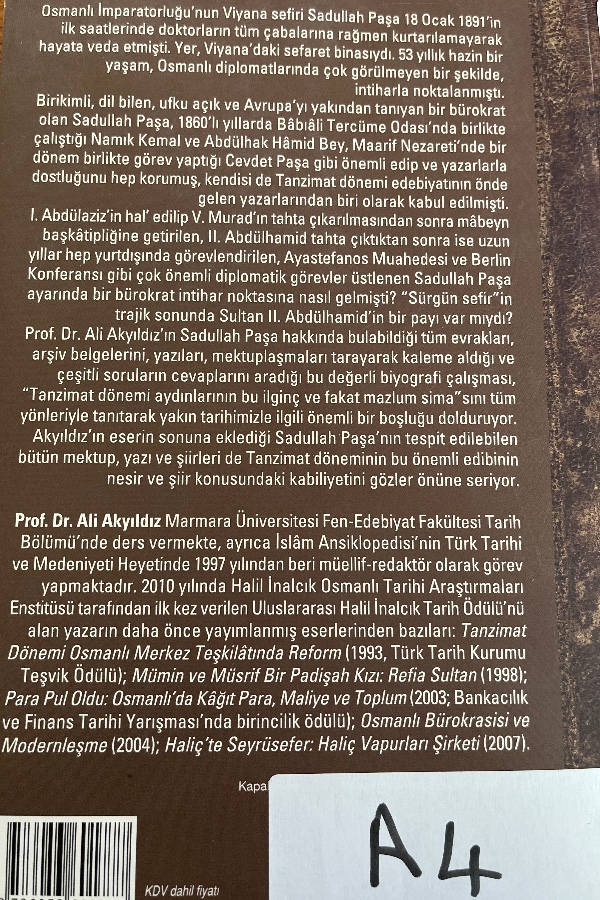 Osmanlı İmparatorluğu'nun Viyana sefiri Sadullah Paşa 18 Ocak 1891'in
ilk saatlerinde doktorların tüm çabalarına rağmen kurtarılamayarak
hayata veda etmişti. Yer, Viyana'daki sefaret binasıydı. 53 yıllık hazin bir
yaşam, Osmanlı diplomatlarında çok görülmeyen bir şekilde,
intiharla noktalanmıştı.
Birikimli, dil bilen, ufku açık ve Avrupa'yı yakından tanıyan bir bürokrat
olan Sadullah Paşa, 1860'lı yıllarda Bâbıâli Tercüme Odası'nda birlikte
çalıştığı Namık Kemal ve Abdülhak Hâmid Bey, Maarif Nezareti'nde bir
dönem birlikte görev yaptığı Cevdet Paşa gibi önemli edip ve yazarlarla
dostluğunu hep korumuş, kendisi de Tanzimat dönemi edebiyatının önde
gelen yazarlarından biri olarak kabul edilmişti.
I. Abdülaziz'in hal' edilip V. Murad'ın tahta çıkarılmasından sonra mâbeyn
başkâtipliğine getirilen, II. Abdülhamid tahta çıktıktan sonra ise uzun
yıllar hep yurtdışında görevlendirilen, Ayastefanos Muahedesi ve Berlin
Konferansı gibi çok önemli diplomatik görevler üstlenen Sadullah Paşa
ayarında bir bürokrat intihar noktasına nasıl gelmişti? "Sürgün sefir"in
trajik sonunda Sultan II. Abdülhamid'in bir payı var mıydı?
Prof. Dr. Ali Akyıldız'ın Sadullah Paşa hakkında bulabildiği tüm evrakları,
arşiv belgelerini, yazıları, mektuplaşmaları tarayarak kaleme aldığı ve
çeşitli soruların cevaplarını aradığı bu değerli biyografi çalışması,
"Tanzimat dönemi aydınlarının bu ilginç ve fakat mazlum sima"sını tüm
yönleriyle tanıtarak yakın tarihimizle ilgili önemli bir boşluğu dolduruyor.
Akyıldız'ın eserin sonuna eklediği Sadullah Paşa'nın tespit edilebilen
bütün mektup, yazı ve şiirleri de Tanzimat döneminin bu önemli edibinin
nesir ve şiir konusundaki kabiliyetini gözler önüne seriyor.
Prof. Dr. Ali Akyıldız Marmara Üniversitesi Fen-Edebiyat Fakültesi Tarih
Bölümü'nde ders vermekte, ayrıca İslâm Ansiklopedisi'nin Türk Tarihi
ve Medeniyeti Heyetinde 1997 yılından beri müellif-redaktör olarak görev
yapmaktadır. 2010 yılında Halil İnalcık Osmanlı Tarihi Araştırmaları
Enstitüsü tarafından ilk kez verilen Uluslararası Halil İnalcık Tarih Ödülü'nü
alan yazarın daha önce yayımlanmış eserlerinden bazıları: Tanzimat
Dönemi Osmanlı Merkez Teşkilâtında Reform (1993, Türk Tarih Kurumu
Teşvik Ödülü); Mümin ve Müsrif Bir Padişah Kızı: Refia Sultan (1998);
Para Pul Oldu: Osmanlı'da Kâğıt Para, Maliye ve Toplum (2003; Bankacılık
ve Finans Tarihi Yarışması'nda birincilik ödülü); Osmanlı Bürokrasisi ve
Modernleşme (2004); Haliç'te Seyrüsefer: Haliç Vapurları Şirketi (2007).
A4
KDV dahil fiyatı